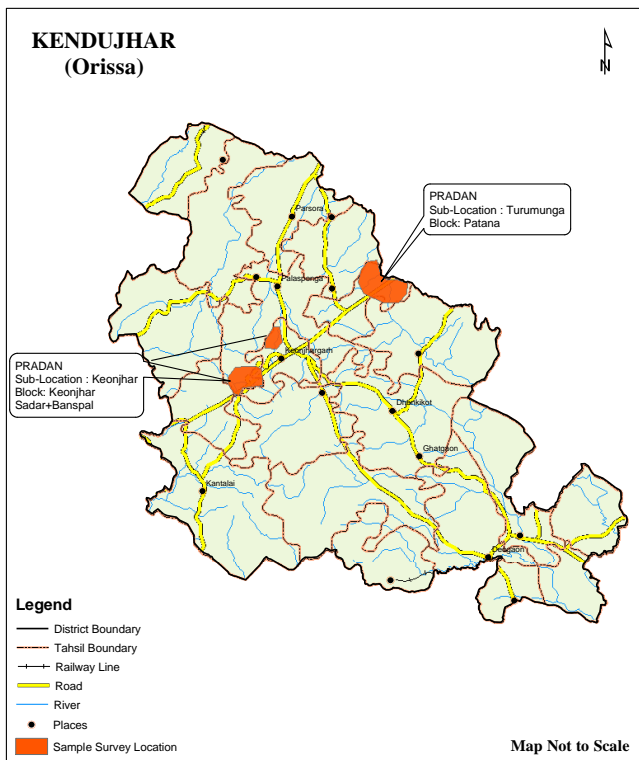 KENDUJHAR
(Orissa)
N
PRADAN
Sub-Location : Turumunga
Block: Patana
Parsora
Palasponga
Keonjhargarh
PRADAN
Sub-Location : Keonjhar
Block: Keonjhar
Sadar+Banspal
Dhenkikot
Ghatgaon
Kantalai
Deogaon
Legend
District Boundary
Tahsil Boundary
Railway Line
Road
River
Places
Sample Survey Location
Map Not to Scale